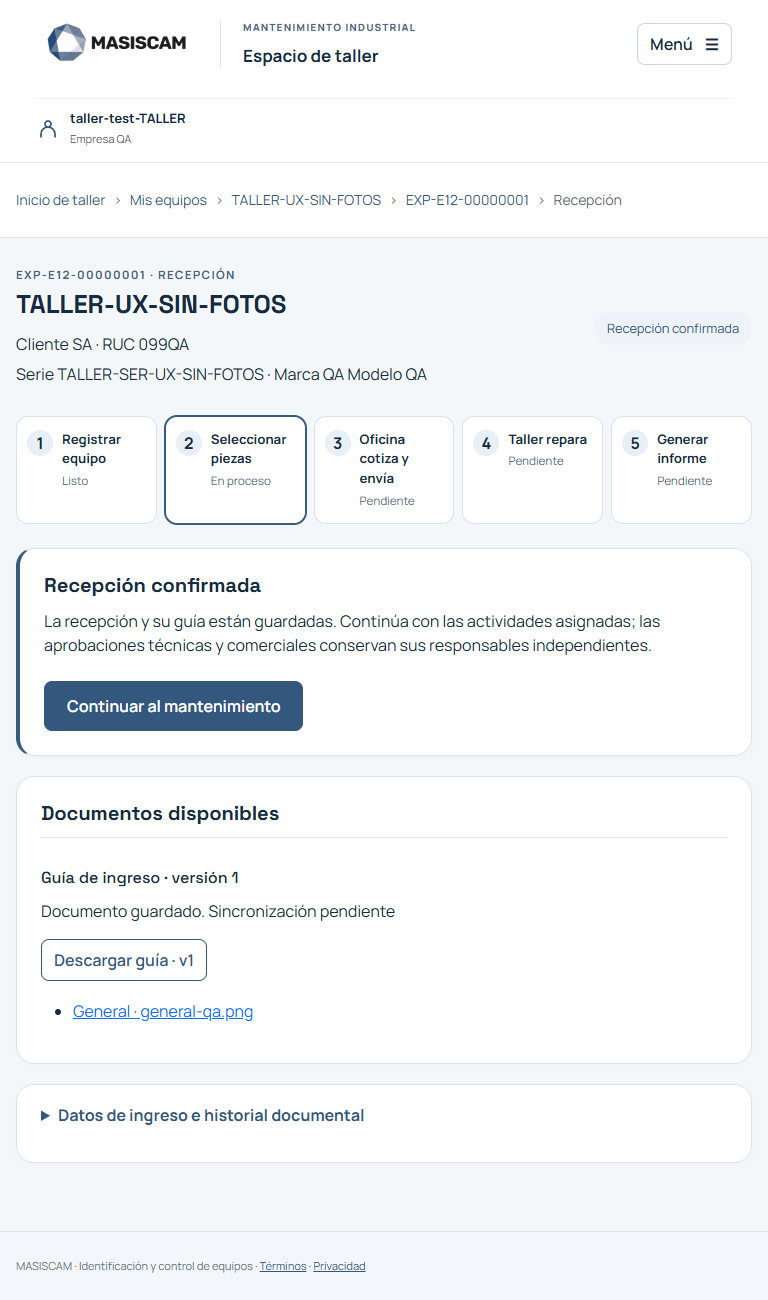 MASISCAM
MANTENIMIENTO INDUSTRIAL
Espacio de taller
Menú ☰
taller-test-TALLER
Empresa QA
Inicio de taller › Mis equipos › TALLER-UX-SIN-FOTOS › EXP-E12-00000001 › Recepción
EXP-E12-00000001 · RECEPCIÓN
TALLER-UX-SIN-FOTOS
Cliente SA · RUC 099QA
Serie TALLER-SER-UX-SIN-FOTOS · Marca QA Modelo QA
Recepción confirmada
1
Registrar
equipo
Listo
2
Seleccionar
piezas
En proceso
3
Oficina
cotiza y
envía
Pendiente
4
Taller repara
Pendiente
5
Generar
informe
Pendiente
Recepción confirmada
La recepción y su guía están guardadas. Continúa con las actividades asignadas; las
aprobaciones técnicas y comerciales conservan sus responsables independientes.
Continuar al mantenimiento
Documentos disponibles
Guía de ingreso · versión 1
Documento guardado. Sincronización pendiente
Descargar guía · v1
• General · general-qa.png
▶ Datos de ingreso e historial documental
MASISCAM · Identificación y control de equipos · Términos · Privacidad